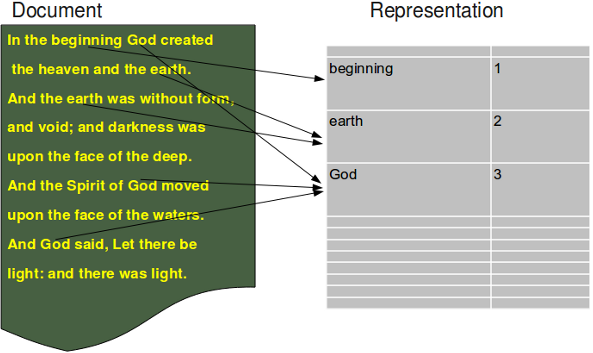 Document
Representation
In the beginning God created
the heaven and the earth.
And the earth was without form,
and void; and darkness was
upon the face of the deep.
And the Spirit of God moved
upon the face of the waters.
And God said, Let there be
light: and there was light.
beginning 1
earth 2
God 3